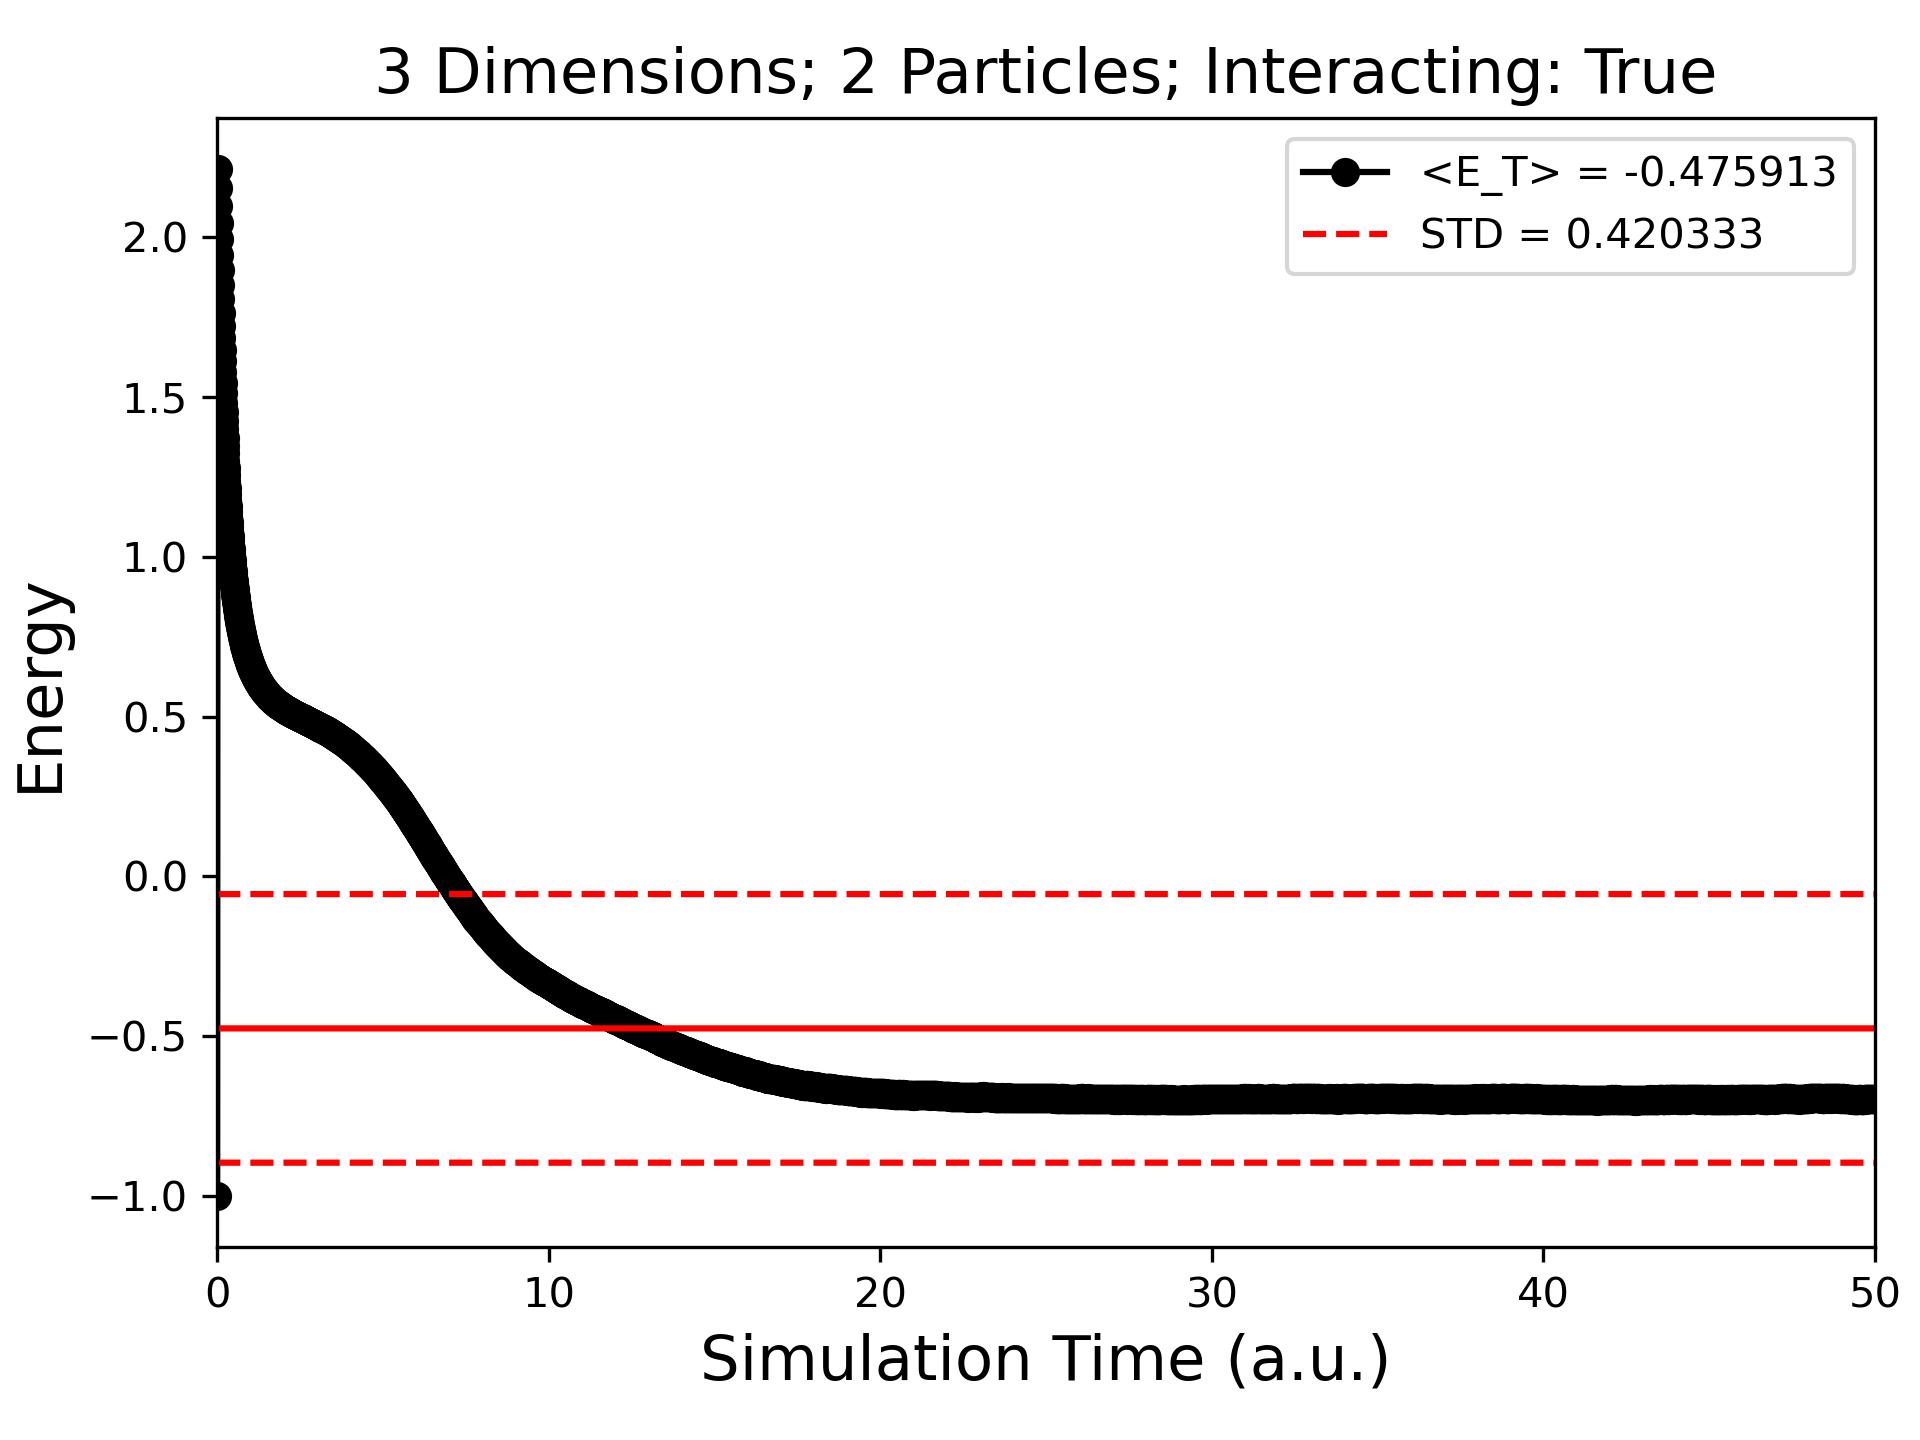 3 Dimensions; 2 Particles; Interacting: True
<E_T> = -0.475913
STD = 0.420333
Energy
2.0
1.5
1.0
0.5
0.0
−0.5
−1.0
0 10 20 30 40 50
Simulation Time (a.u.)